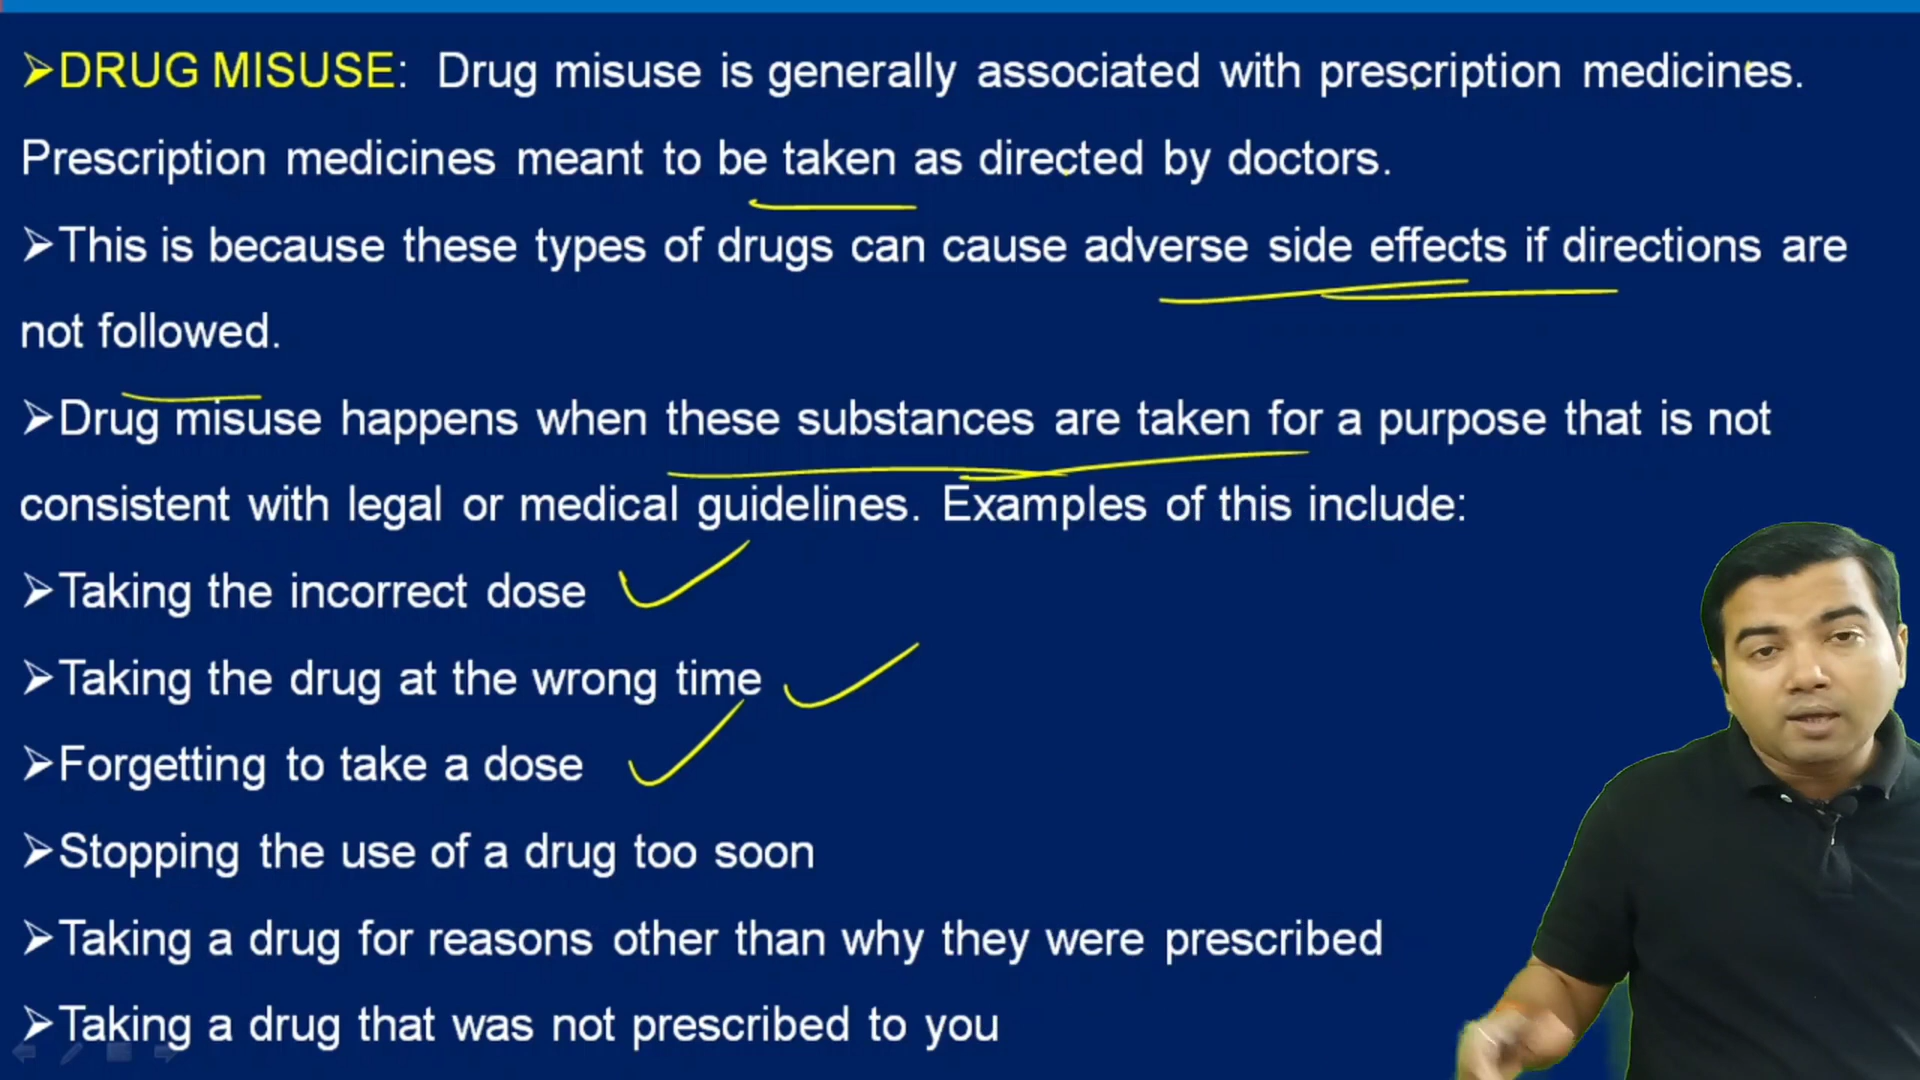 ➢DRUG MISUSE: Drug misuse is generally associated with prescription medicines.
Prescription medicines meant to be taken as directed by doctors.
➢This is because these types of drugs can cause adverse side effects if directions are
not followed.
➢Drug misuse happens when these substances are taken for a purpose that is not
consistent with legal or medical guidelines. Examples of this include:
➢Taking the incorrect dose
➢Taking the drug at the wrong time
➢Forgetting to take a dose
➢Stopping the use of a drug too soon
➢Taking a drug for reasons other than why they were prescribed
➢Taking a drug that was not prescribed to you